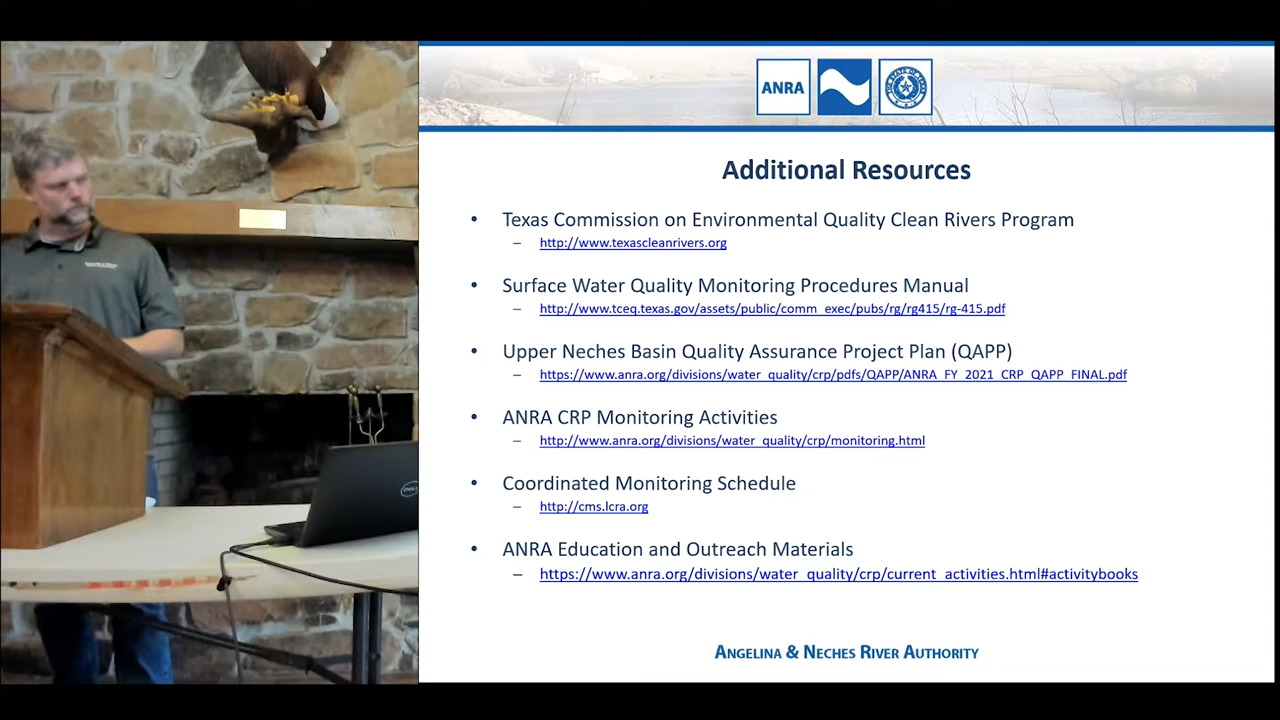 ANRA
Additional Resources
• Texas Commission on Environmental Quality Clean Rivers Program
– http://www.texascleanrivers.org
• Surface Water Quality Monitoring Procedures Manual
– http://www.tceq.texas.gov/assets/public/comm_exec/pubs/rg/rg415/rg-415.pdf
• Upper Neches Basin Quality Assurance Project Plan (QAPP)
– https://www.anra.org/divisions/water_quality/crp/pdfs/QAPP/ANRA_FY_2021_CRP_QAPP_FINAL.pdf
• ANRA CRP Monitoring Activities
– http://www.anra.org/divisions/water_quality/crp/monitoring.html
• Coordinated Monitoring Schedule
– http://cms.lcra.org
• ANRA Education and Outreach Materials
– https://www.anra.org/divisions/water_quality/crp/current_activities.html#activitybooks
ANGELINA & NECHES RIVER AUTHORITY
DELL